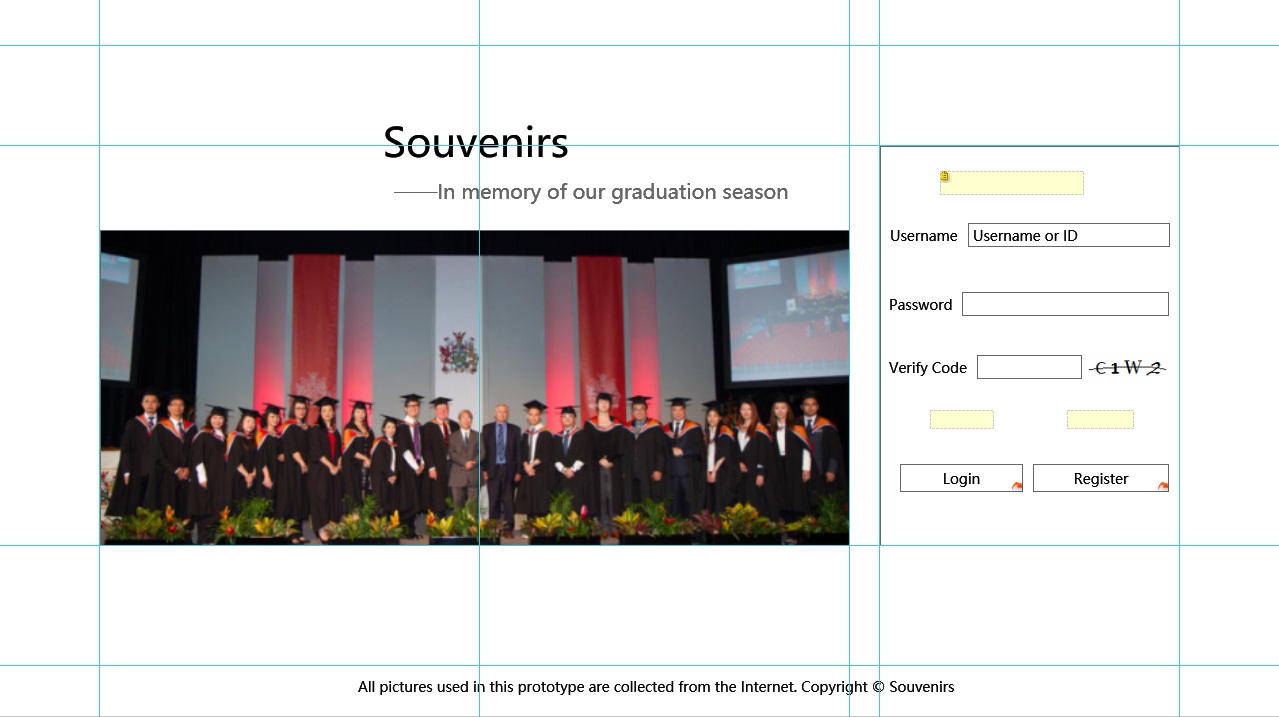 Souvenirs
——In memory of our graduation season
Username
Username or ID
Password
Verify Code
C1W2
Login
Register
All pictures used in this prototype are collected from the Internet. Copyright © Souvenirs